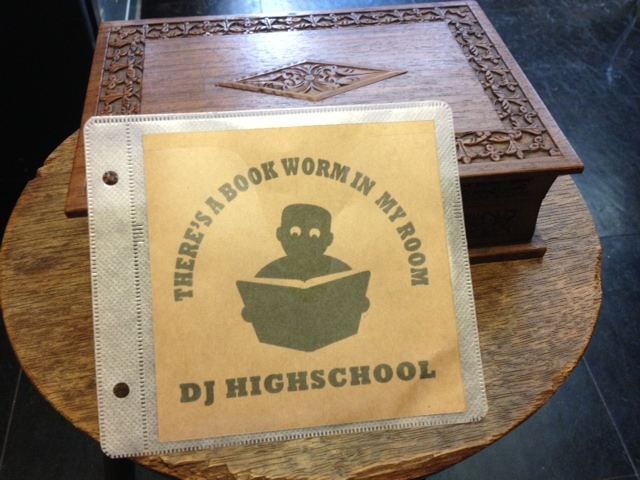 THERE'S A BOOK WORM IN MY ROOM
DJ HIGHSCHOOL